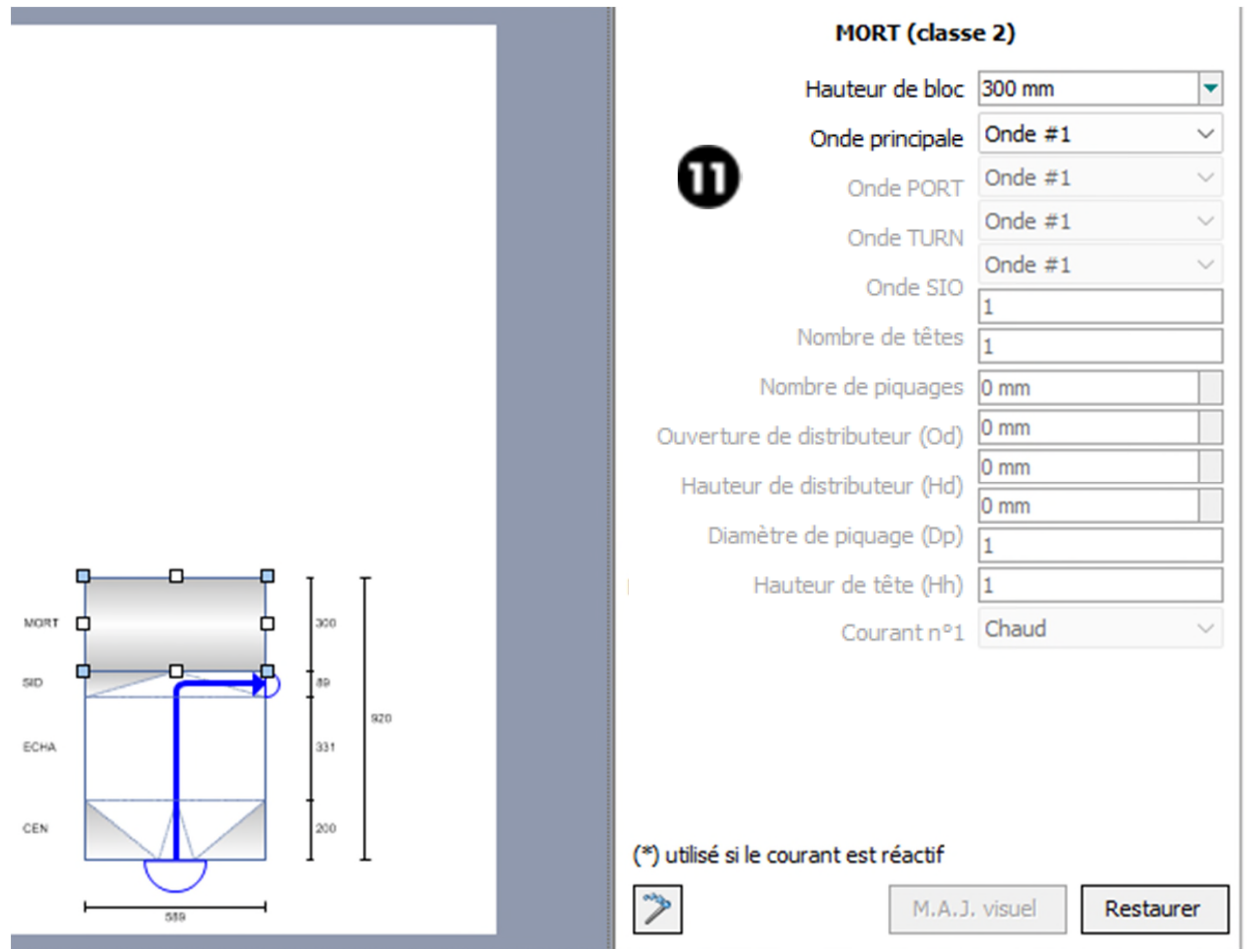 MORT
SID
ECHA
CEN
300
89
331
200
920
589
MORT (classe 2)
Hauteur de bloc 300 mm
11
Onde principale Onde #1
Onde PORT Onde #1
Onde TURN Onde #1
Onde SIO Onde #1
1
Nombre de têtes 1
Nombre de piquages 0 mm
Ouverture de distributeur (Od) 0 mm
Hauteur de distributeur (Hd) 0 mm
0 mm
Diamètre de piquage (Dp) 1
Hauteur de tête (Hh) 1
Courant n°1 Chaud
(*) utilisé si le courant est réactif
M.A.J. visuel Restaurer